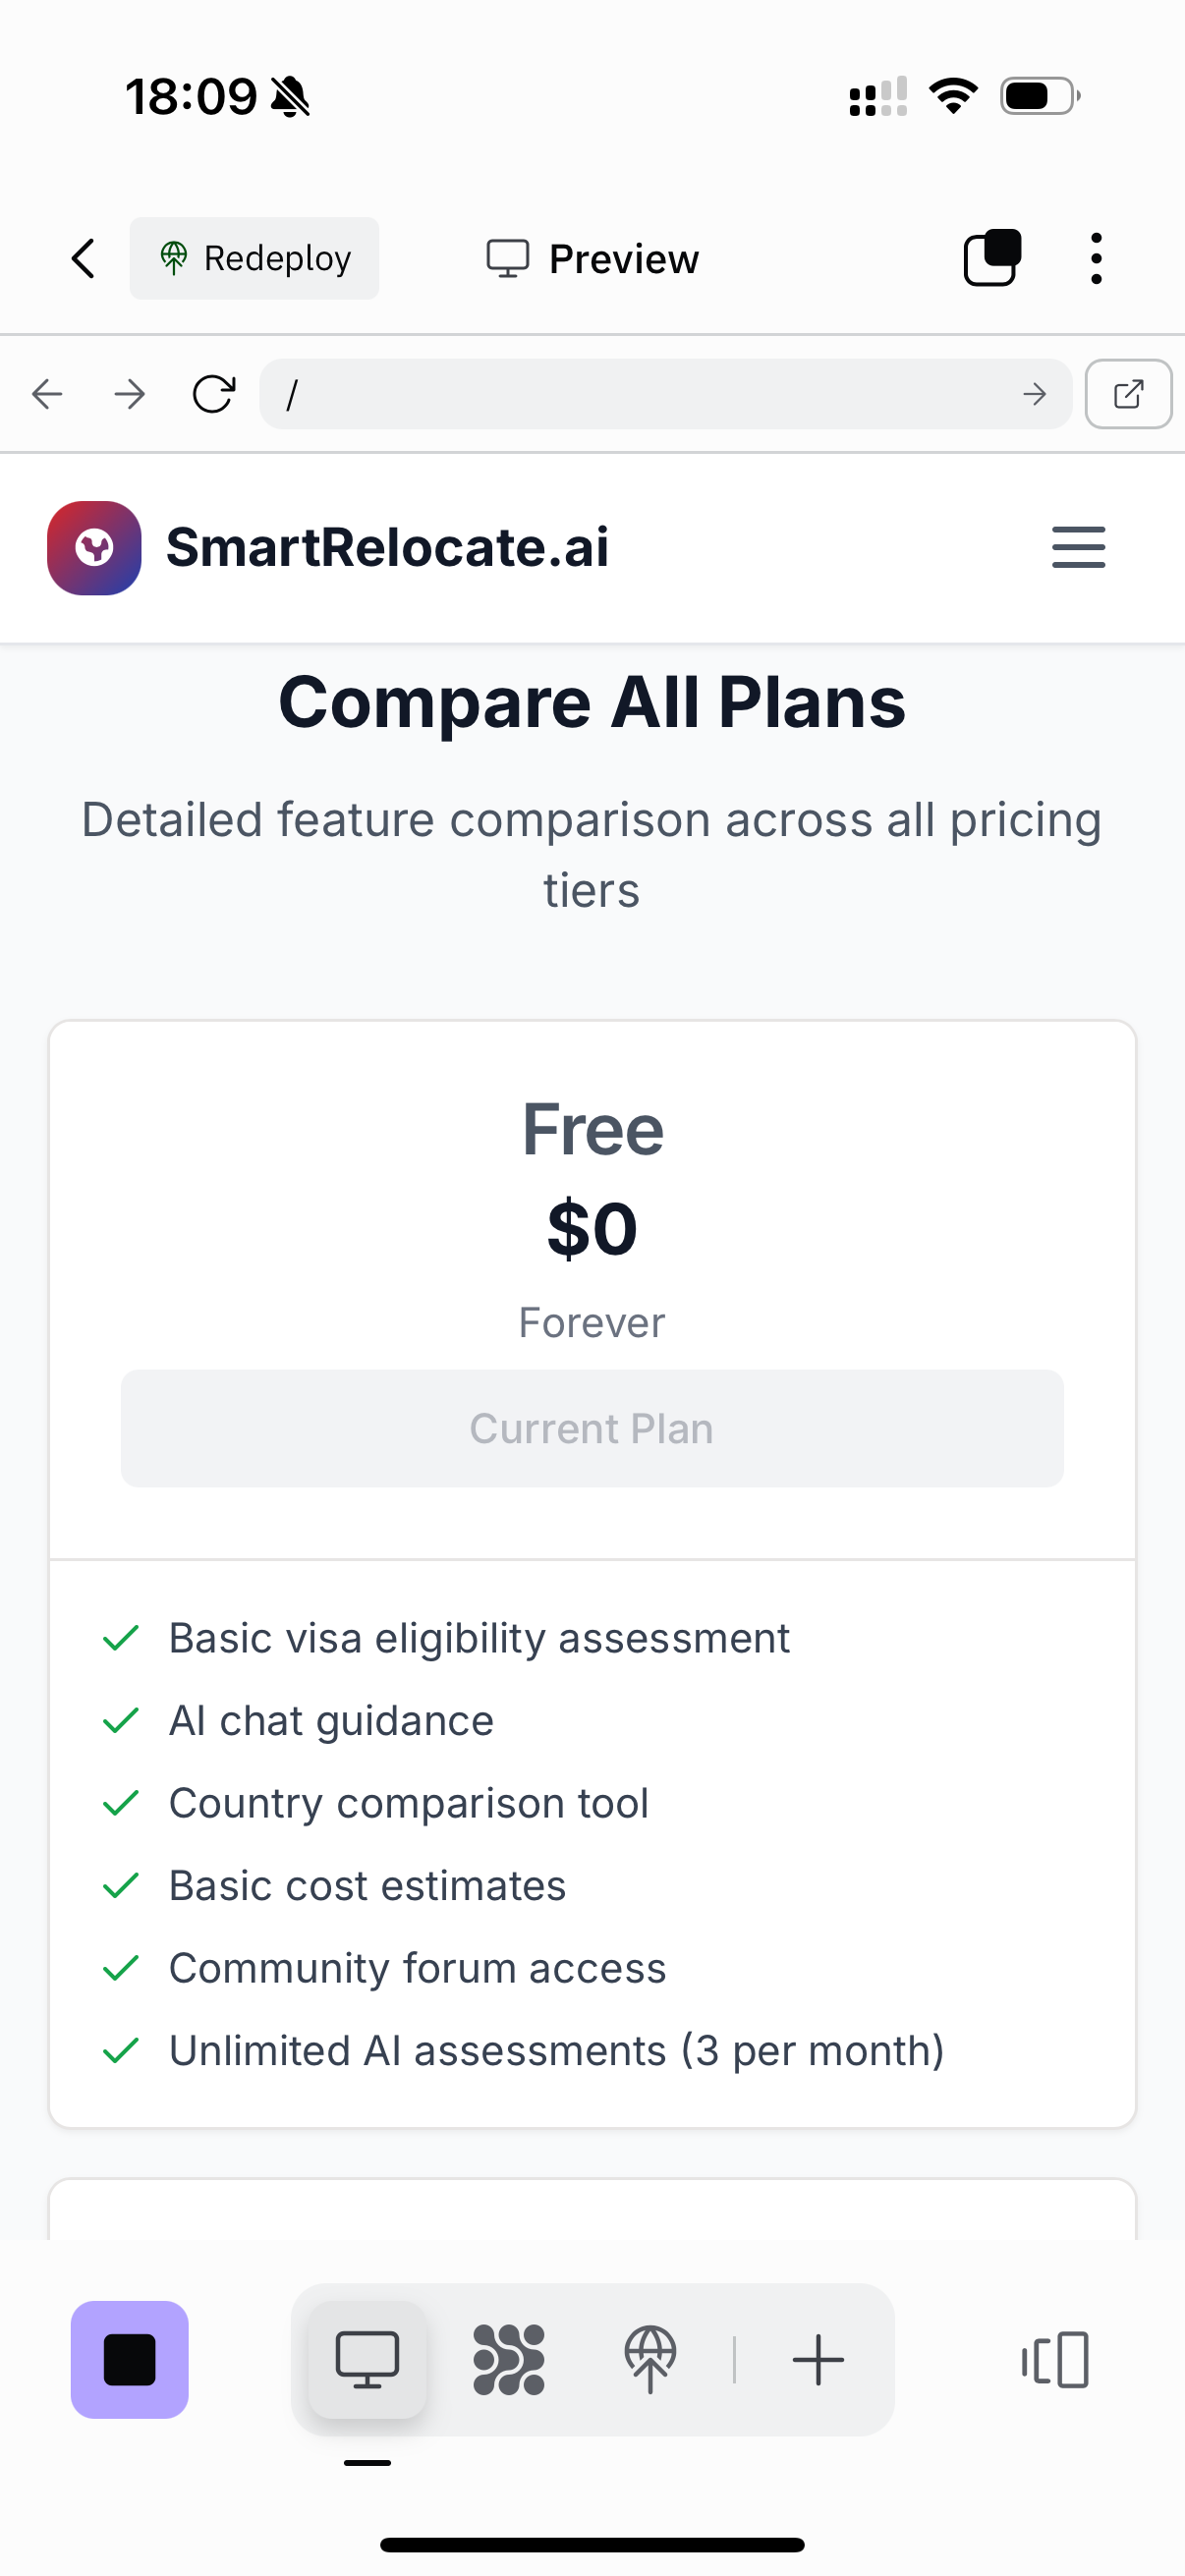 18:09
Redeploy
Preview
/
SmartRelocate.ai
Compare All Plans
Detailed feature comparison across all pricing
tiers
Free
$0
Forever
Current Plan
Basic visa eligibility assessment
AI chat guidance
Country comparison tool
Basic cost estimates
Community forum access
Unlimited AI assessments (3 per month)